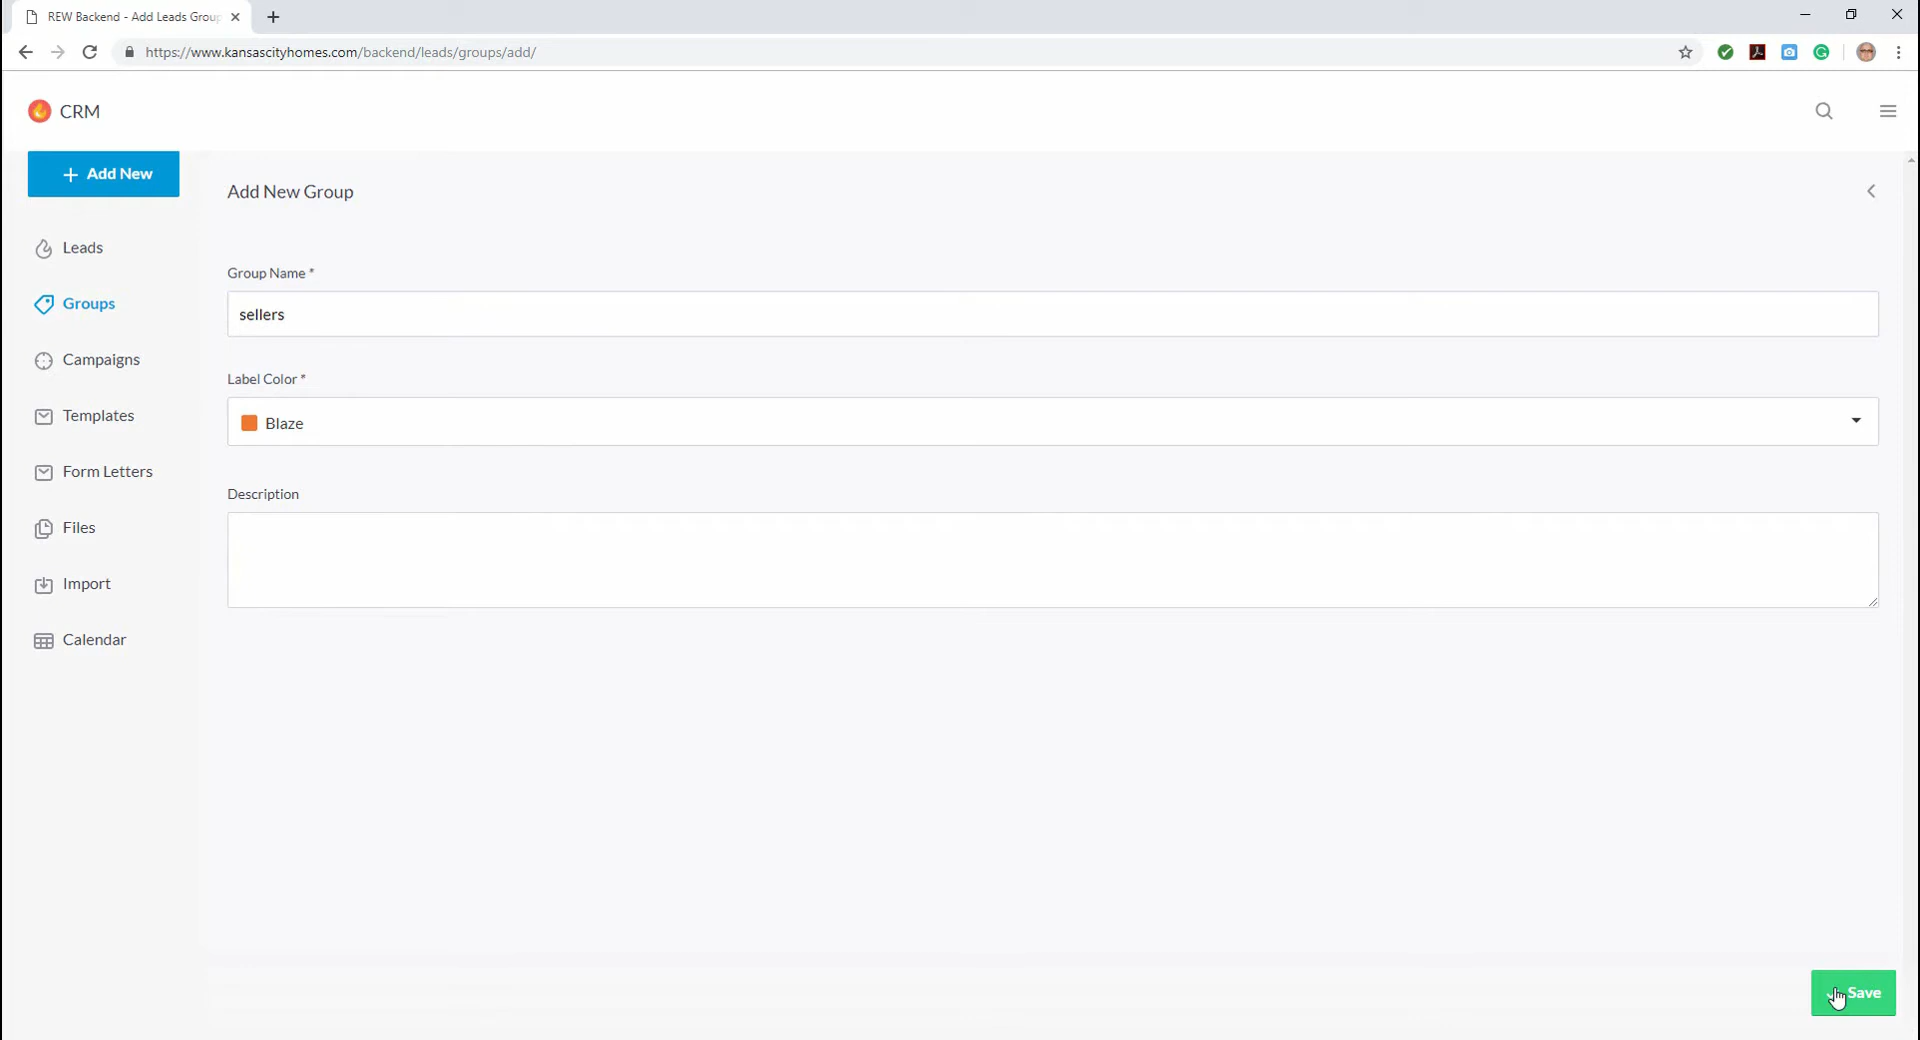 REW Backend - Add Leads Group
https://www.kansascityhomes.com/backend/leads/groups/add/
CRM
+ Add New
Add New Group
Leads
Groups
Campaigns
Templates
Form Letters
Files
Import
Calendar
Group Name *
sellers
Label Color *
Blaze
Description
Save